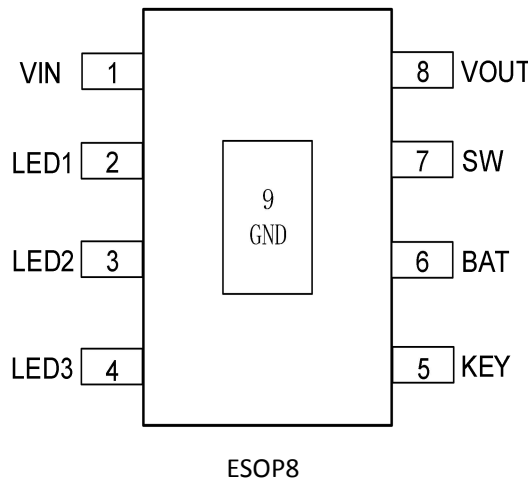 VIN 1 8 VOUT
LED1 2 7 SW
9
GND
LED2 3 6 BAT
LED3 4 5 KEY
ESOP8